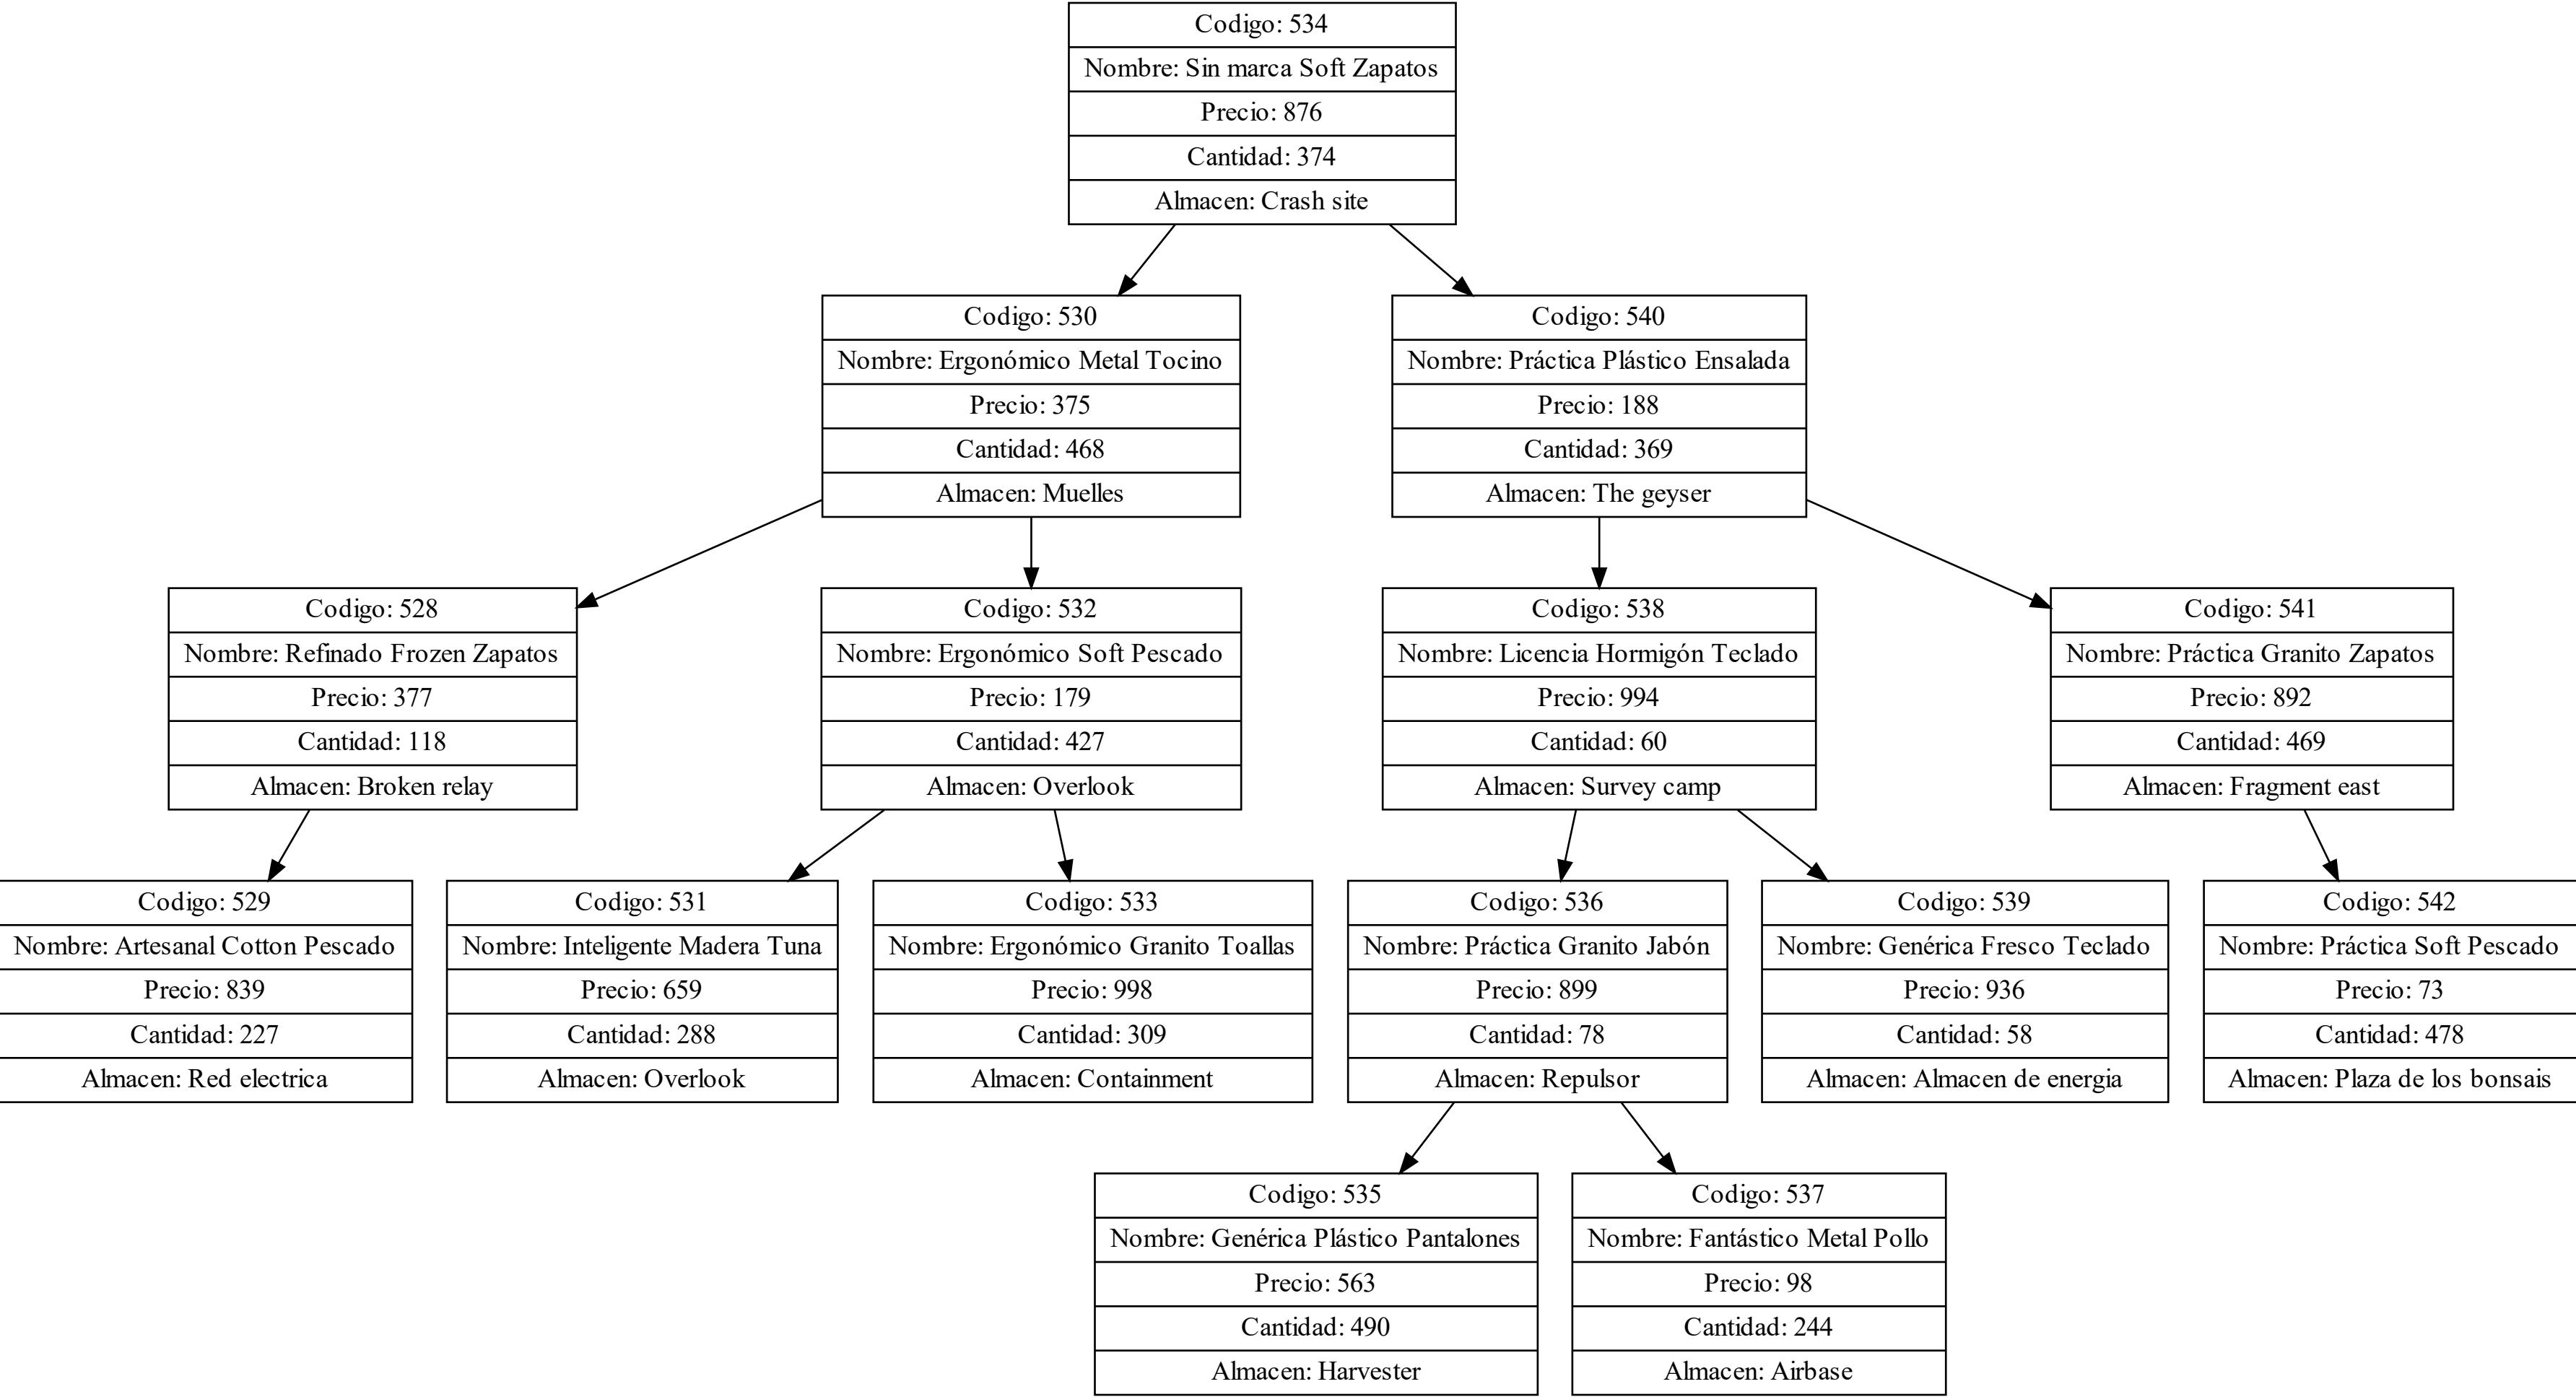 Codigo: 534
Nombre: Sin marca Soft Zapatos
Precio: 876
Cantidad: 374
Almacen: Crash site
Codigo: 530
Nombre: Ergonómico Metal Tocino
Precio: 375
Cantidad: 468
Almacen: Muelles
Codigo: 540
Nombre: Práctica Plástico Ensalada
Precio: 188
Cantidad: 369
Almacen: The geyser
Codigo: 528
Nombre: Refinado Frozen Zapatos
Precio: 377
Cantidad: 118
Almacen: Broken relay
Codigo: 532
Nombre: Ergonómico Soft Pescado
Precio: 179
Cantidad: 427
Almacen: Overlook
Codigo: 538
Nombre: Licencia Hormigón Teclado
Precio: 994
Cantidad: 60
Almacen: Survey camp
Codigo: 541
Nombre: Práctica Granito Zapatos
Precio: 892
Cantidad: 469
Almacen: Fragment east
Codigo: 529
Nombre: Artesanal Cotton Pescado
Precio: 839
Cantidad: 227
Almacen: Red electrica
Codigo: 531
Nombre: Inteligente Madera Tuna
Precio: 659
Cantidad: 288
Almacen: Overlook
Codigo: 533
Nombre: Ergonómico Granito Toallas
Precio: 998
Cantidad: 309
Almacen: Containment
Codigo: 536
Nombre: Práctica Granito Jabón
Precio: 899
Cantidad: 78
Almacen: Repulsor
Codigo: 539
Nombre: Genérica Fresco Teclado
Precio: 936
Cantidad: 58
Almacen: Almacen de energia
Codigo: 542
Nombre: Práctica Soft Pescado
Precio: 73
Cantidad: 478
Almacen: Plaza de los bonsais
Codigo: 535
Nombre: Genérica Plástico Pantalones
Precio: 563
Cantidad: 490
Almacen: Harvester
Codigo: 537
Nombre: Fantástico Metal Pollo
Precio: 98
Cantidad: 244
Almacen: Airbase